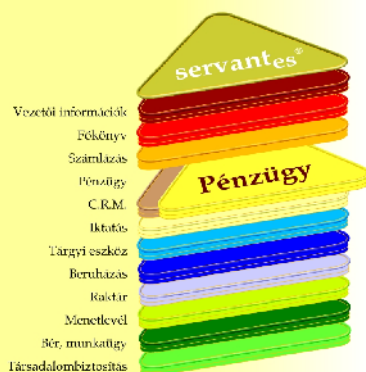 servantes®
Vezetői információk
Főkönyv
Számlázás
Pénzügy
Pénzügy
C.R.M.
Iktatás
Tárgyi eszköz
Beruházás
Raktár
Menetlevél
Bér, munkaügy
Társadalombiztosítás